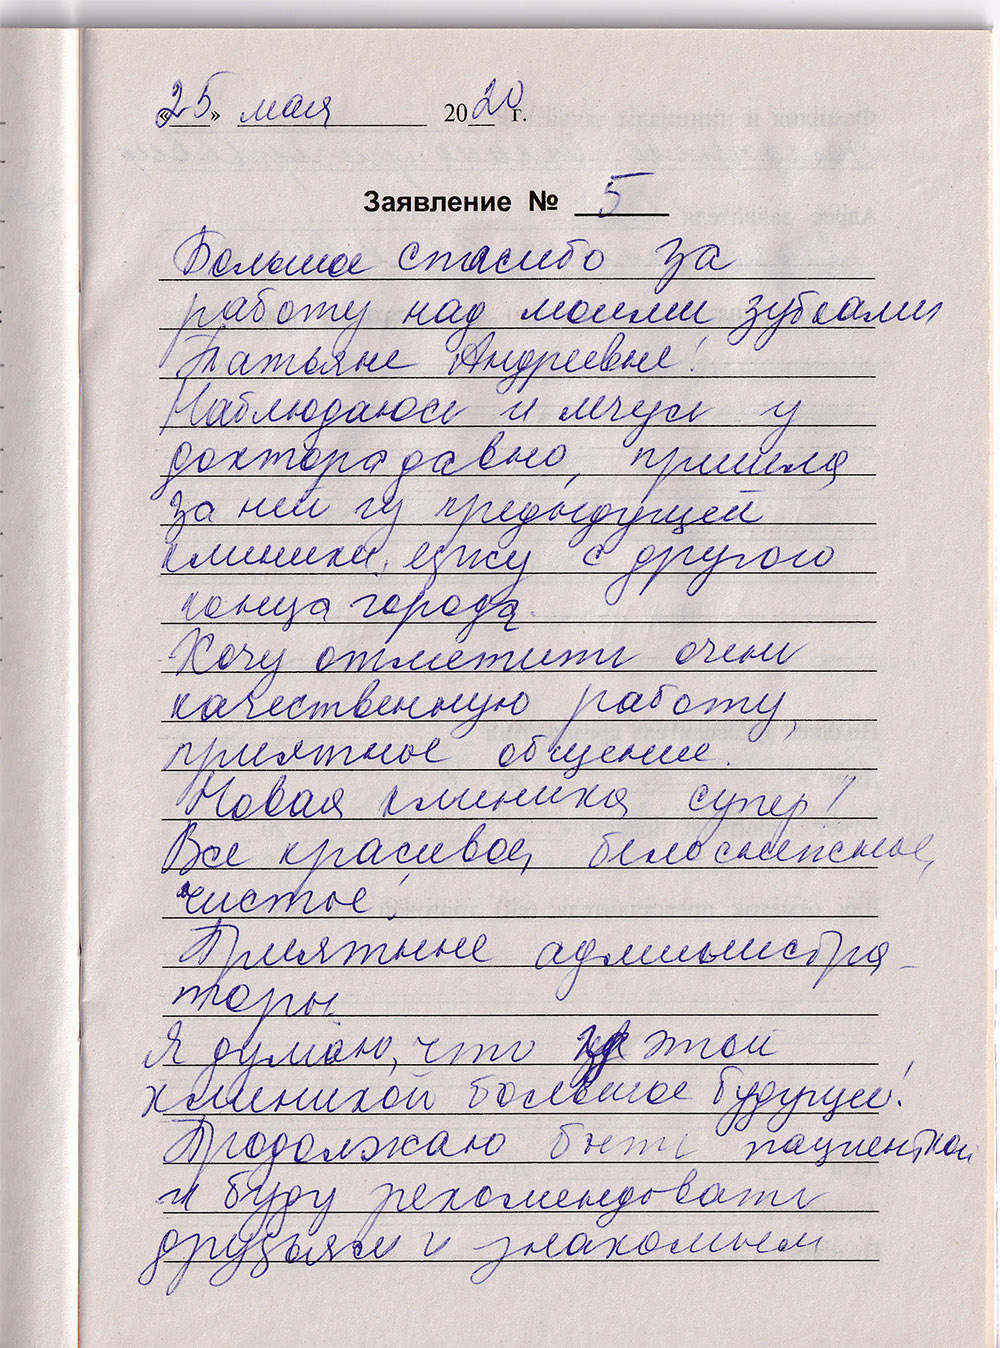 «25» мая 2020 г.
Заявление № 5
Большое спасибо за
работу над моими зубками
Татьяне Андреевне!
Наблюдаюсь и лечусь у
доктора давно, пришла
за ней из предыдущей
клиники, езжу с другого
конца города.
Хочу отметить очень
качественную работу,
приятное общение.
Новая клиника супер!
Все красивое, белоснежное,
чистое!
Приятные администра-
торы.
Я думаю, что за этой
клиникой большое будущее!
Продолжаю быть пациенткой
и буду рекомендовать
друзьям и знакомым